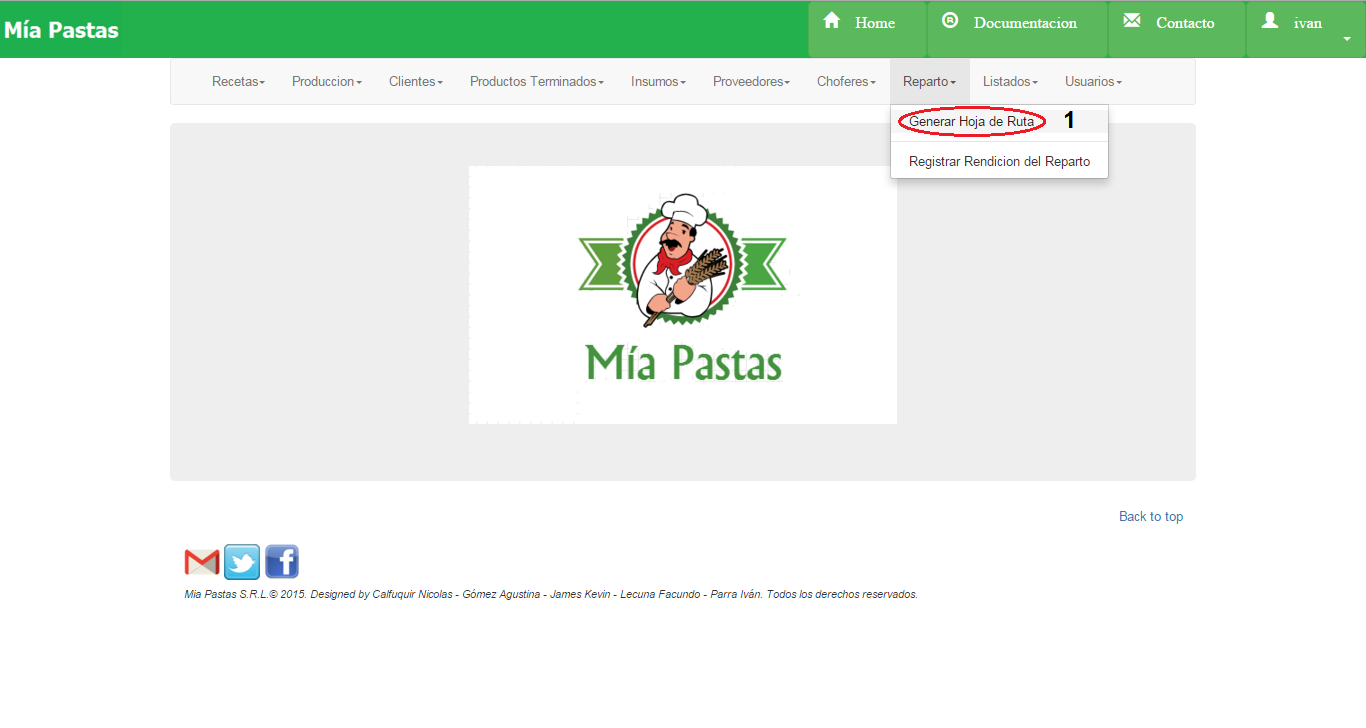 Mía Pastas
Home
Documentacion
Contacto
ivan
Recetas
Produccion
Clientes
Productos Terminados
Insumos
Proveedores
Choferes
Reparto
Listados
Usuarios
Generar Hoja de Ruta 1
Registrar Rendicion del Reparto
Mía Pastas
Back to top
Mia Pastas S.R.L.© 2015. Designed by Calfuquir Nicolas - Gómez Agustina - James Kevin - Lecuna Facundo - Parra Iván. Todos los derechos reservados.